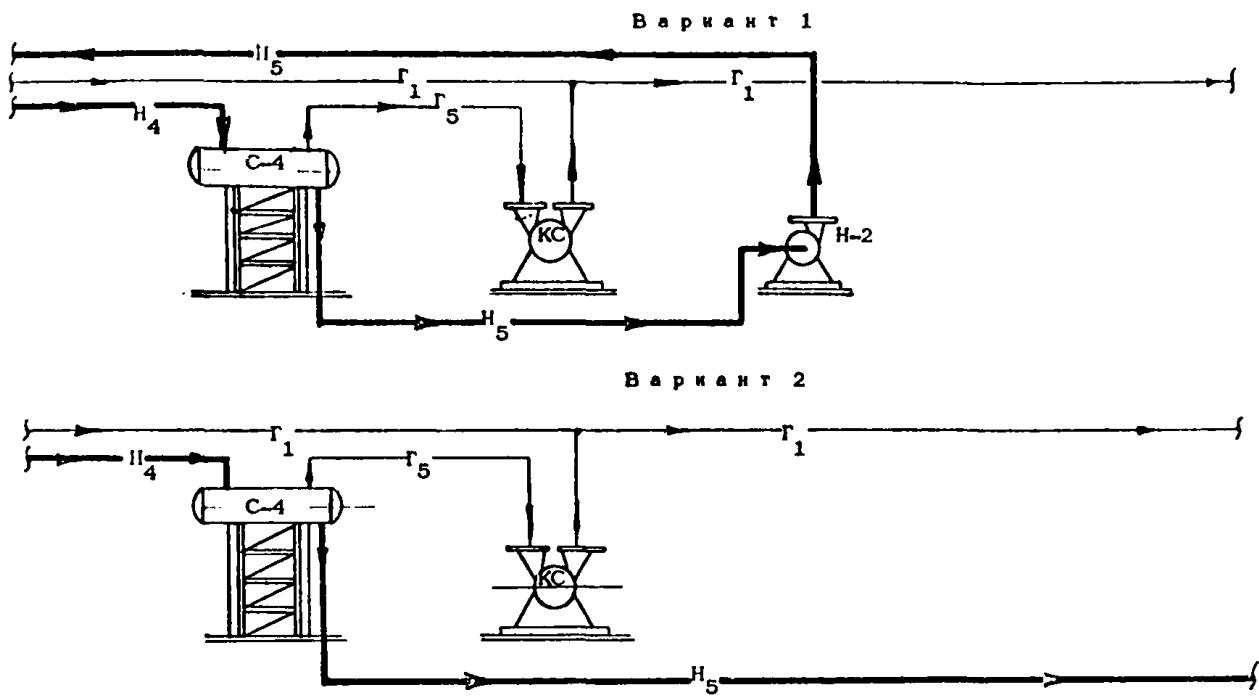 Вариант 1
Н5
Г1 Г1
Н4 Г5
С-4
КС Н-2
Н5
Вариант 2
Г1 Г1
Н4 Г5
С-4
КС
Н5